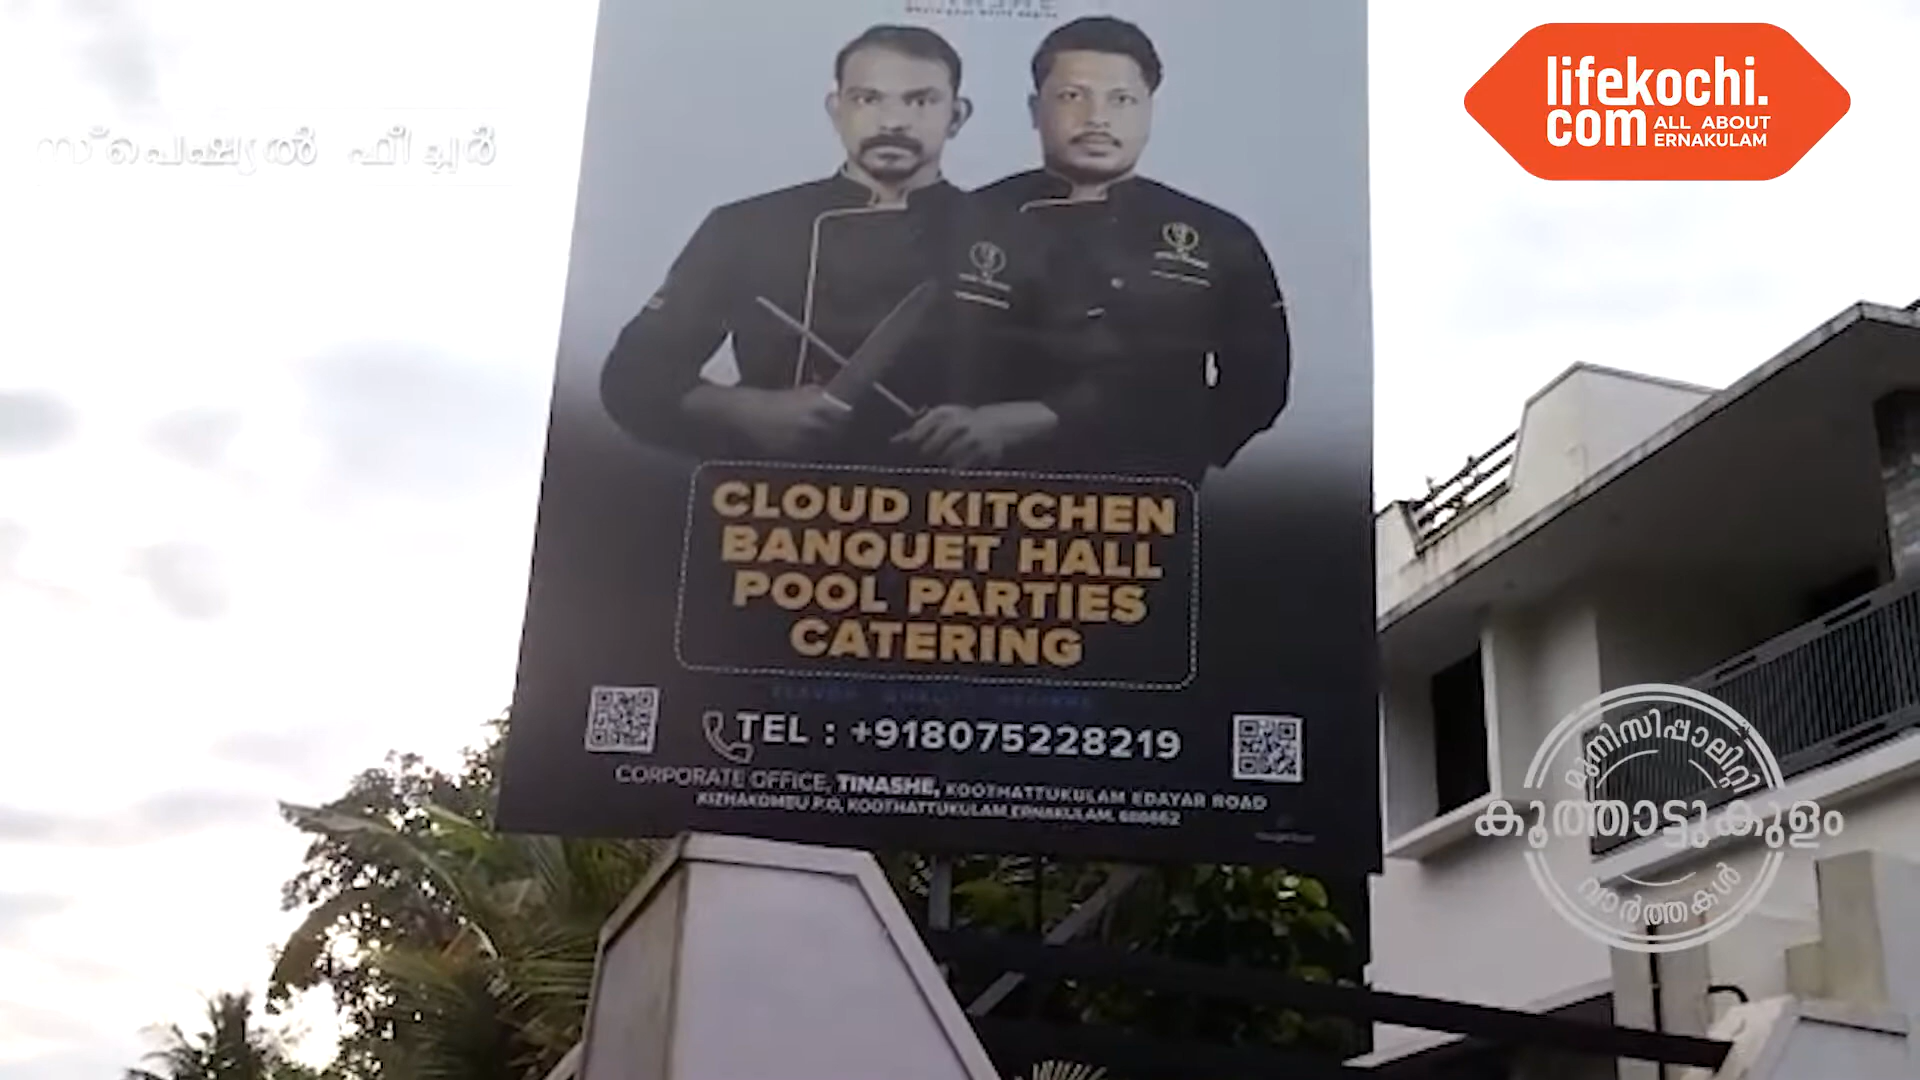 സ്പെഷ്യൽ ഫീച്ചർ
lifekochi.
com ALL ABOUT
ERNAKULAM
CLOUD KITCHEN
BANQUET HALL
POOL PARTIES
CATERING
TEL : +918075228219
CORPORATE OFFICE, TINASHE, KOOTHATTUKULAM EDAYAR ROAD
KIZHAKOMBU P.O, KOOTHATTUKULAM, ERNAKULAM, 686662
മുനിസിപ്പാലിറ്റി
കൂത്താട്ടുകുളം
വാർത്തകൾ